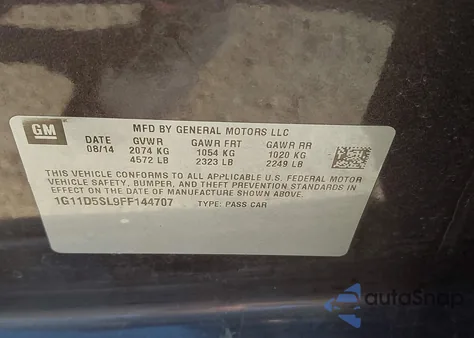 GM
MFD BY GENERAL MOTORS LLC
DATE GVWR GAWR FRT GAWR RR
08/14 2074 KG 1054 KG 1020 KG
4572 LB 2323 LB 2249 LB
THIS VEHICLE CONFORMS TO ALL APPLICABLE U.S. FEDERAL MOTOR
VEHICLE SAFETY, BUMPER, AND THEFT PREVENTION STANDARDS IN
EFFECT ON THE DATE OF MANUFACTURE SHOWN ABOVE.
1G11D5SL9FF144707 TYPE: PASS CAR
autoSnap